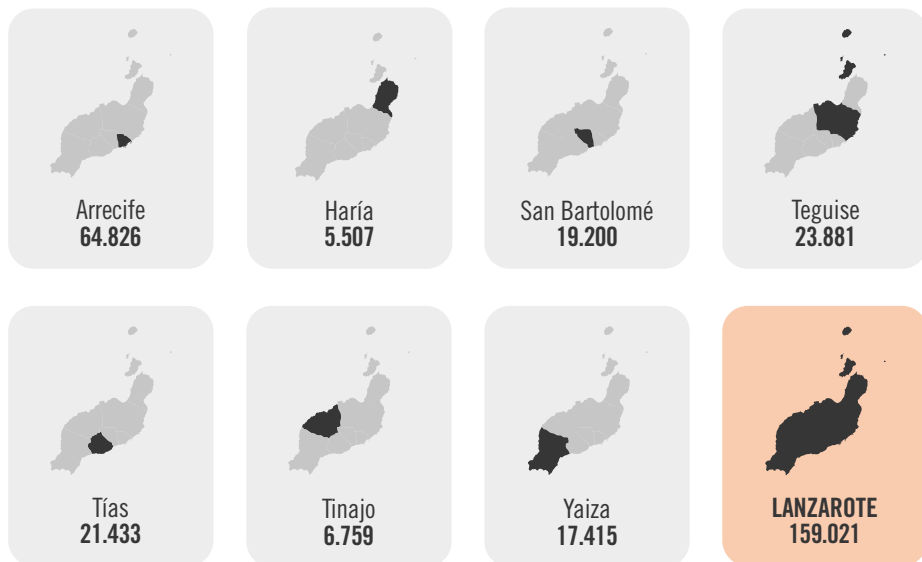 Arrecife
64.826
Haría
5.507
San Bartolomé
19.200
Teguise
23.881
Tías
21.433
Tinajo
6.759
Yaiza
17.415
LANZAROTE
159.021